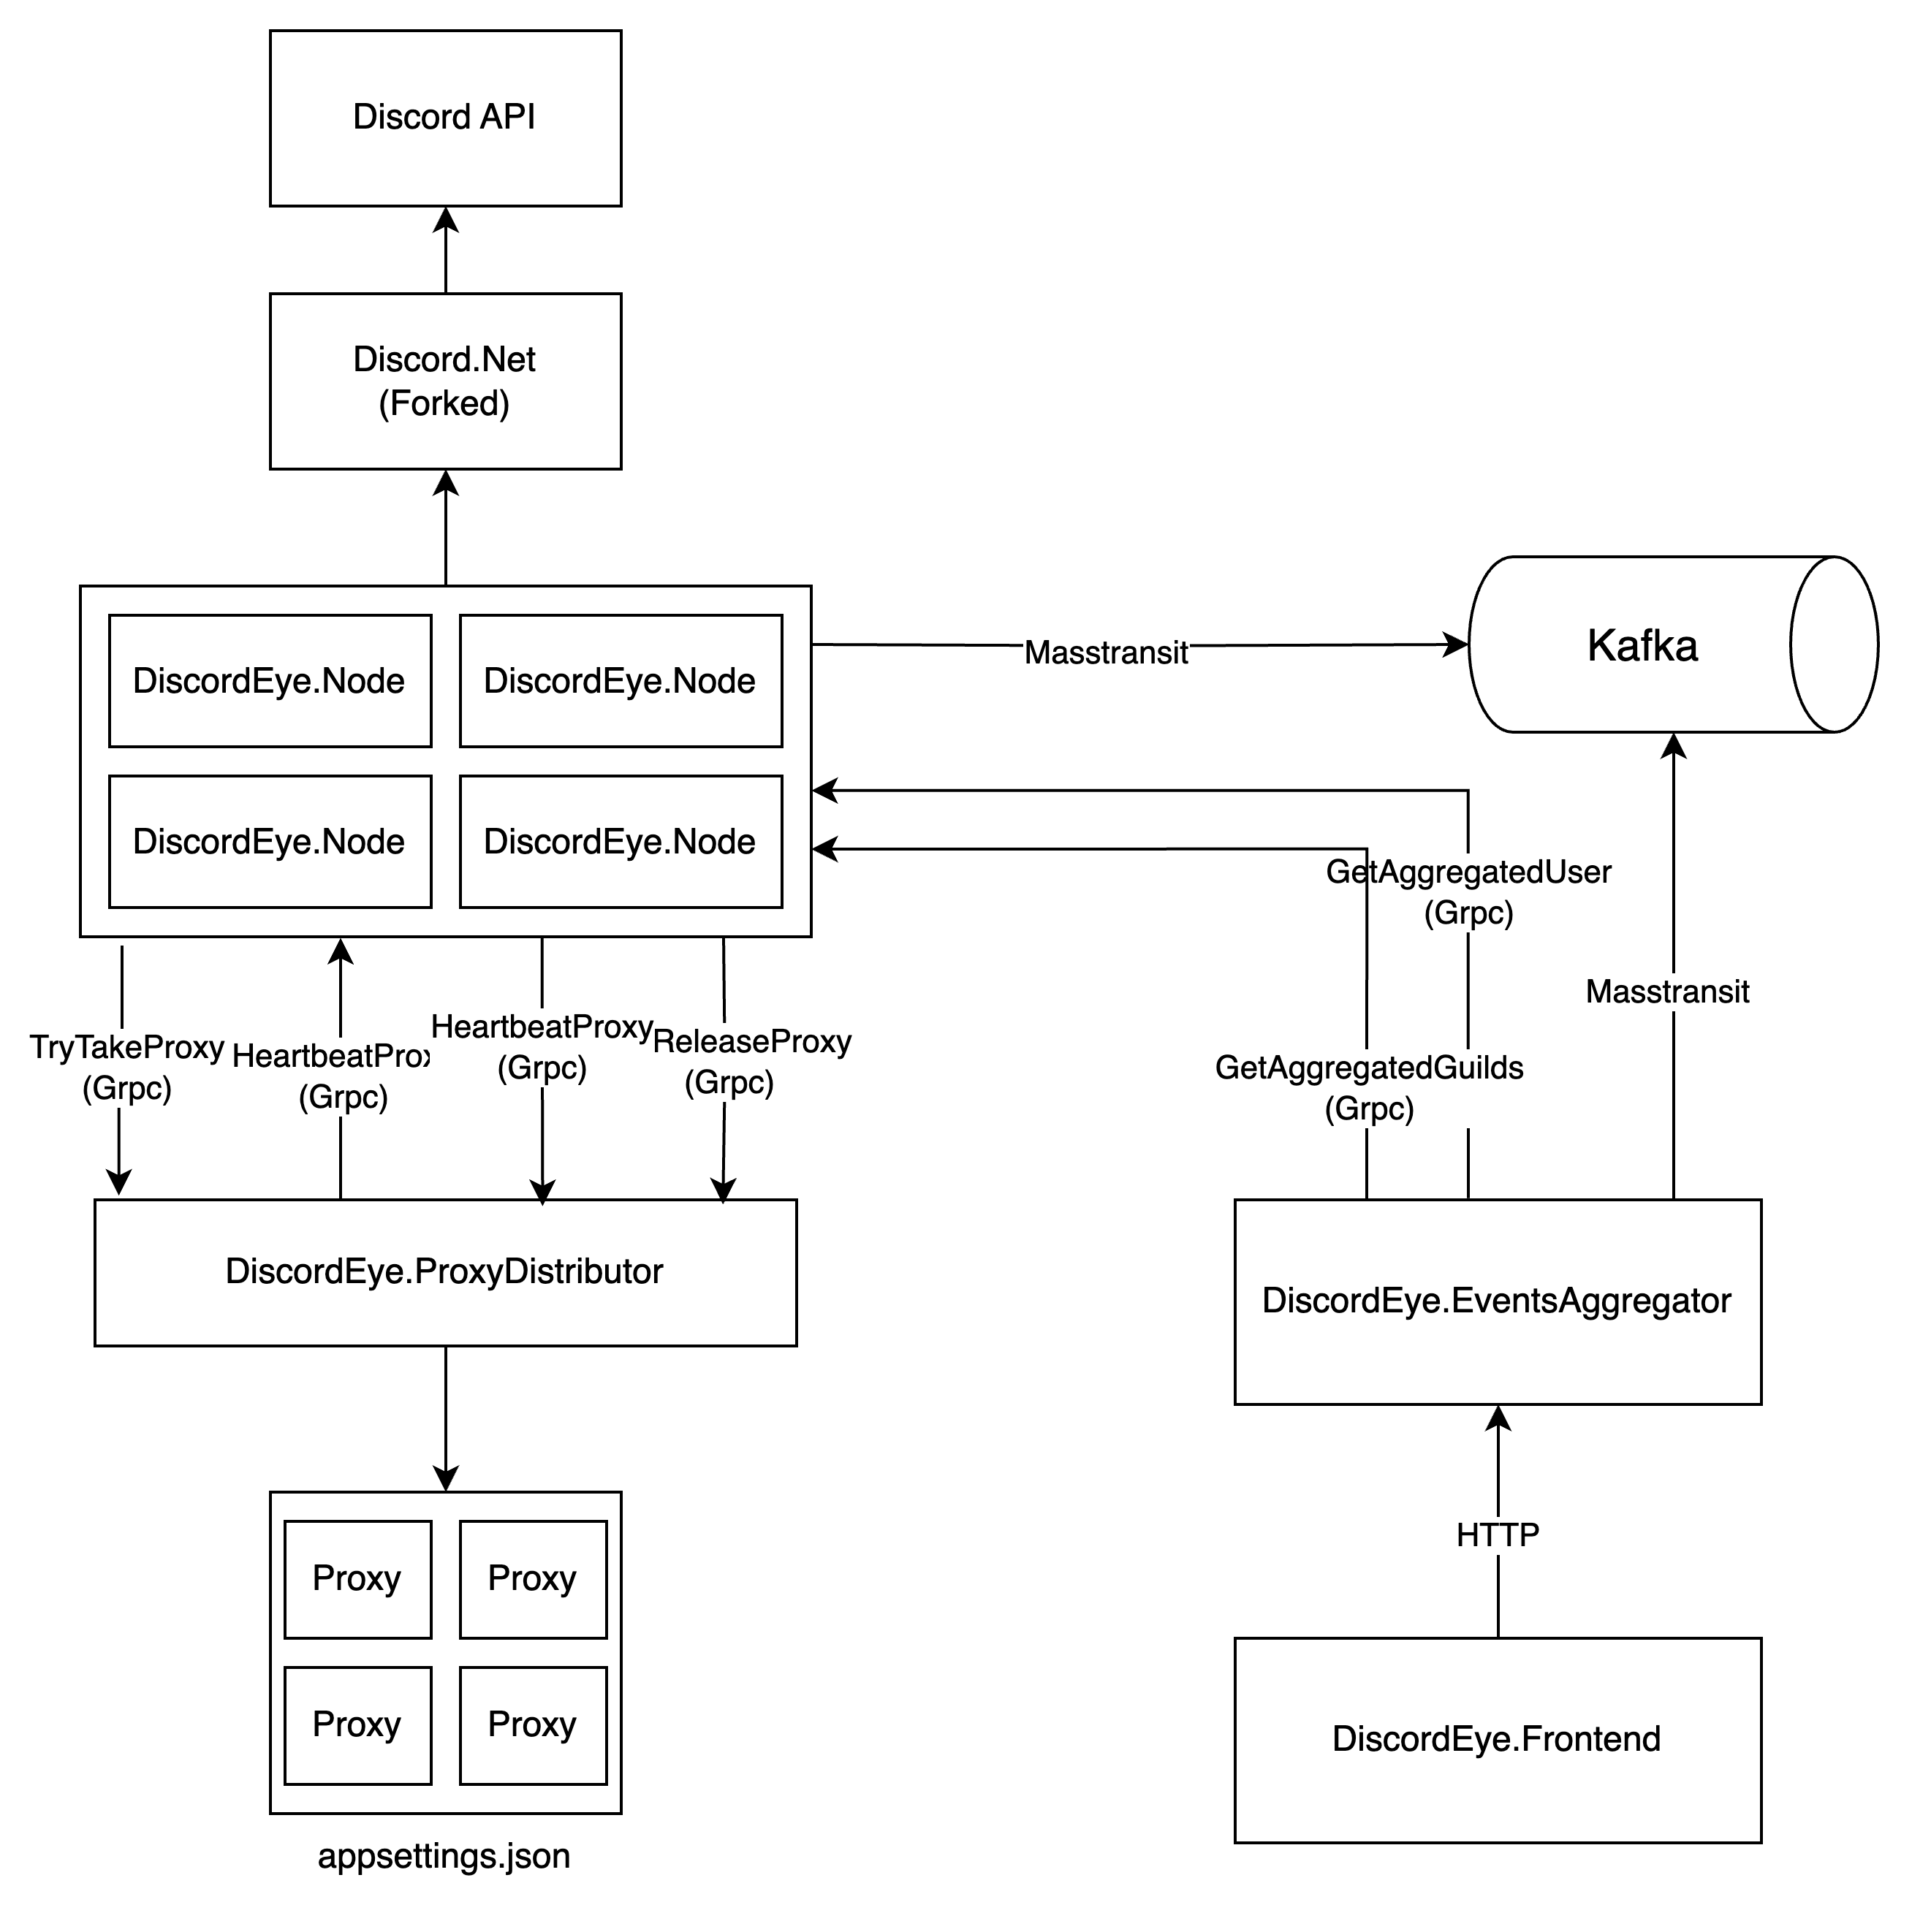 Discord API
Discord.Net
(Forked)
DiscordEye.Node
DiscordEye.Node
DiscordEye.Node
DiscordEye.Node
Masstransit
Kafka
GetAggregatedUser
(Grpc)
Masstransit
TryTakeProxy
(Grpc)
HeartbeatProx
(Grpc)
HeartbeatProxy
(Grpc)
ReleaseProxy
(Grpc)
GetAggregatedGuilds
(Grpc)
DiscordEye.ProxyDistributor
DiscordEye.EventsAggregator
HTTP
Proxy
Proxy
Proxy
Proxy
appsettings.json
DiscordEye.Frontend